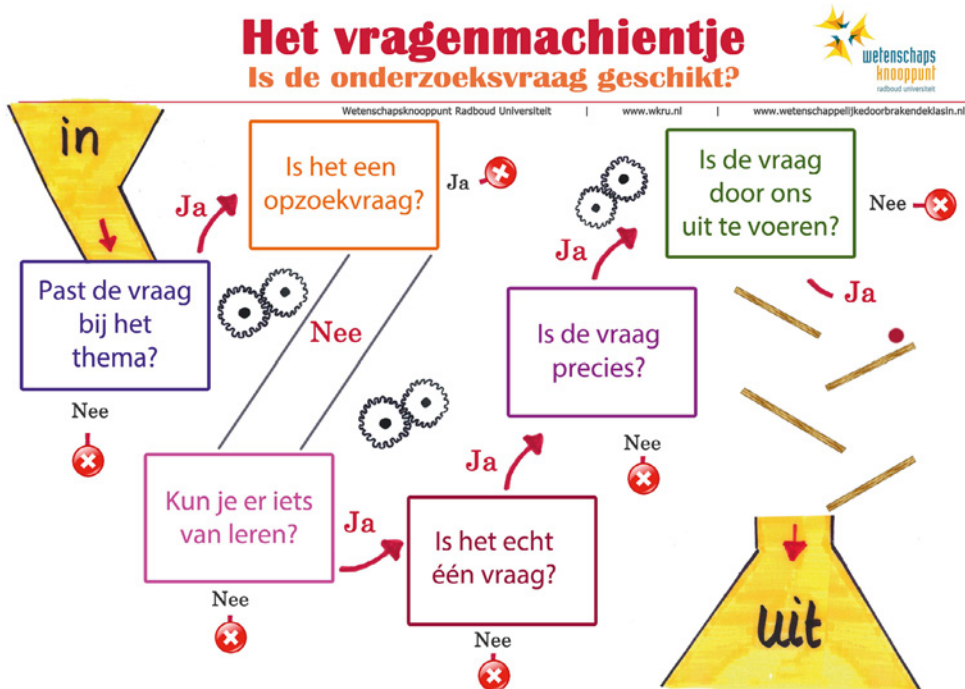 Het vragenmachientje
Is de onderzoeksvraag geschikt?
wetenschaps
knooppunt
radboud universiteit
Wetenschapsknooppunt Radboud Universiteit | www.wkru.nl | www.wetenschappelijkedoorbrakendeklasin.nl
in
Past de vraag
bij het
thema?
Nee
Ja
Is het een
opzoekvraag?
Ja
Nee
Kun je er iets
van leren?
Nee
Ja
Is het echt
één vraag?
Nee
Ja
Is de vraag
precies?
Nee
Ja
Is de vraag
door ons
uit te voeren?
Nee
Ja
uit